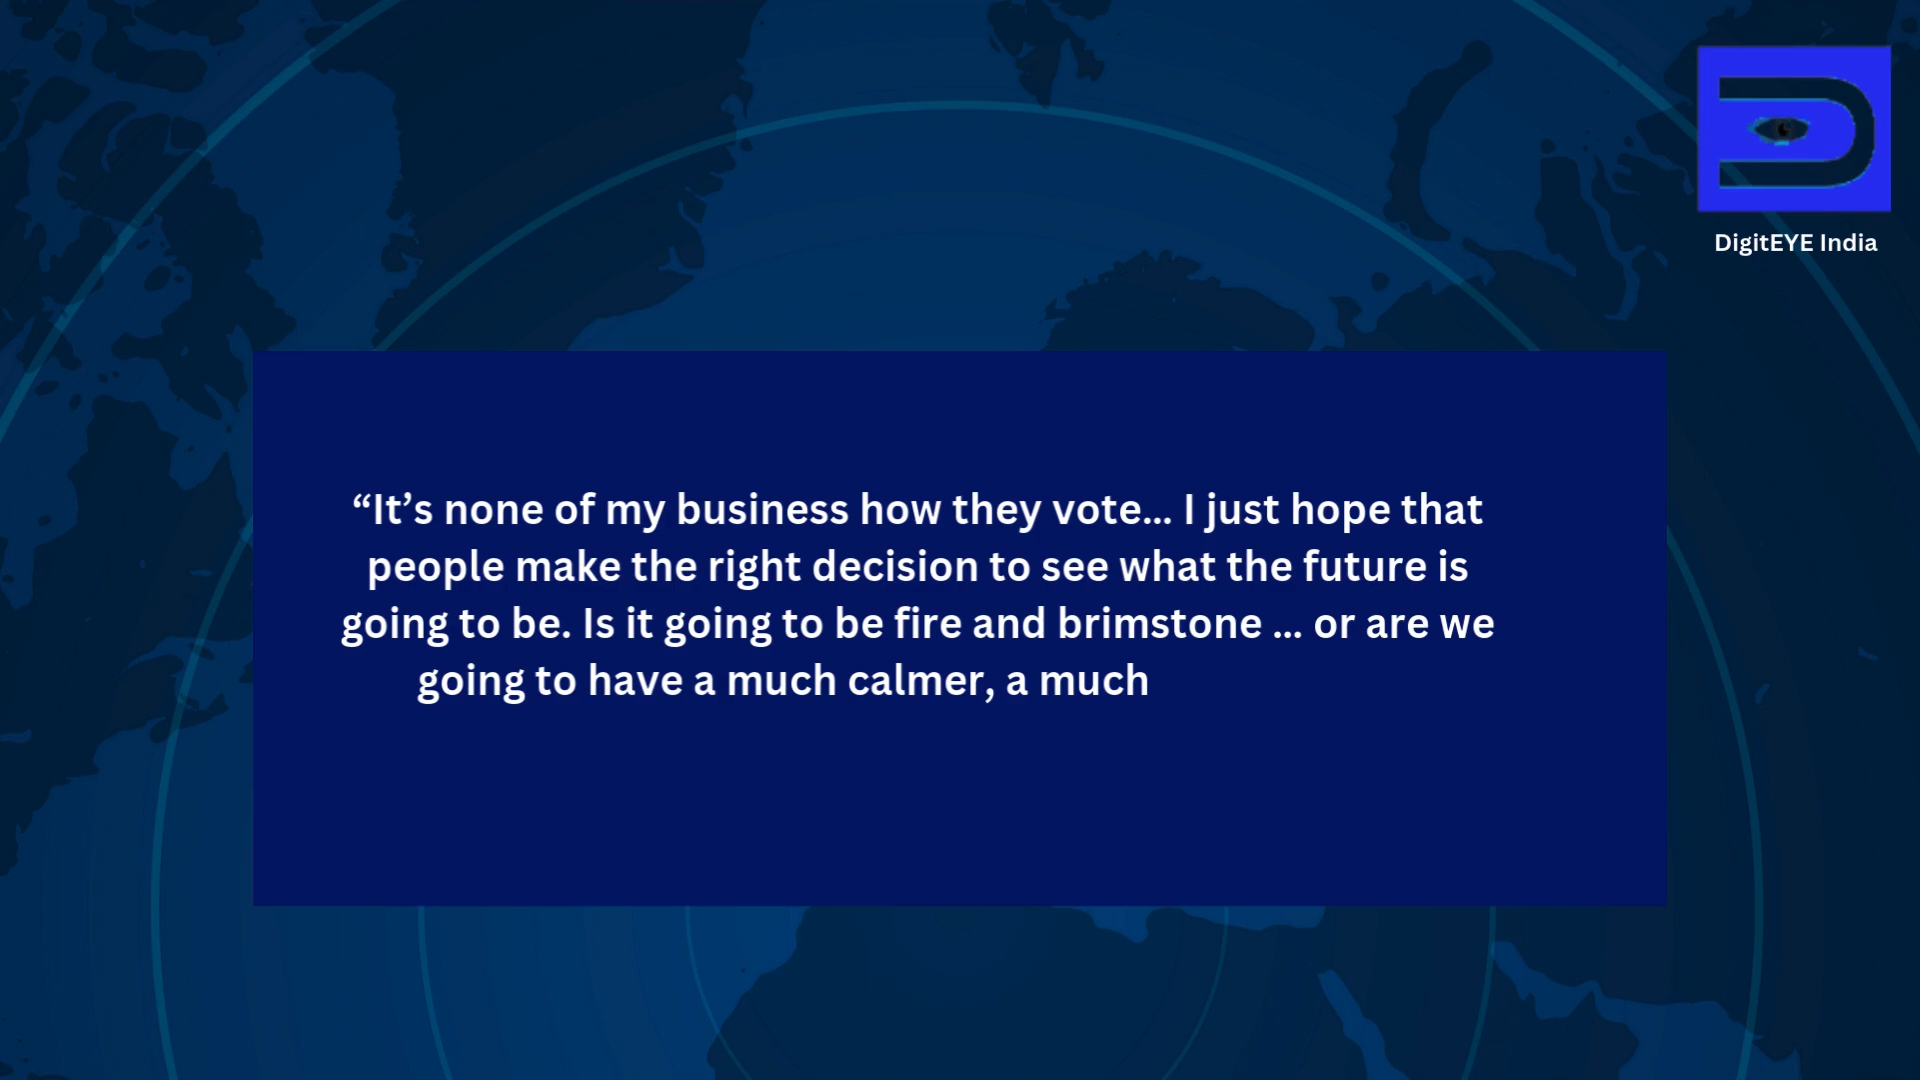 DigitEYE India
“It’s none of my business how they vote... I just hope that
people make the right decision to see what the future is
going to be. Is it going to be fire and brimstone ... or are we
going to have a much calmer, a much